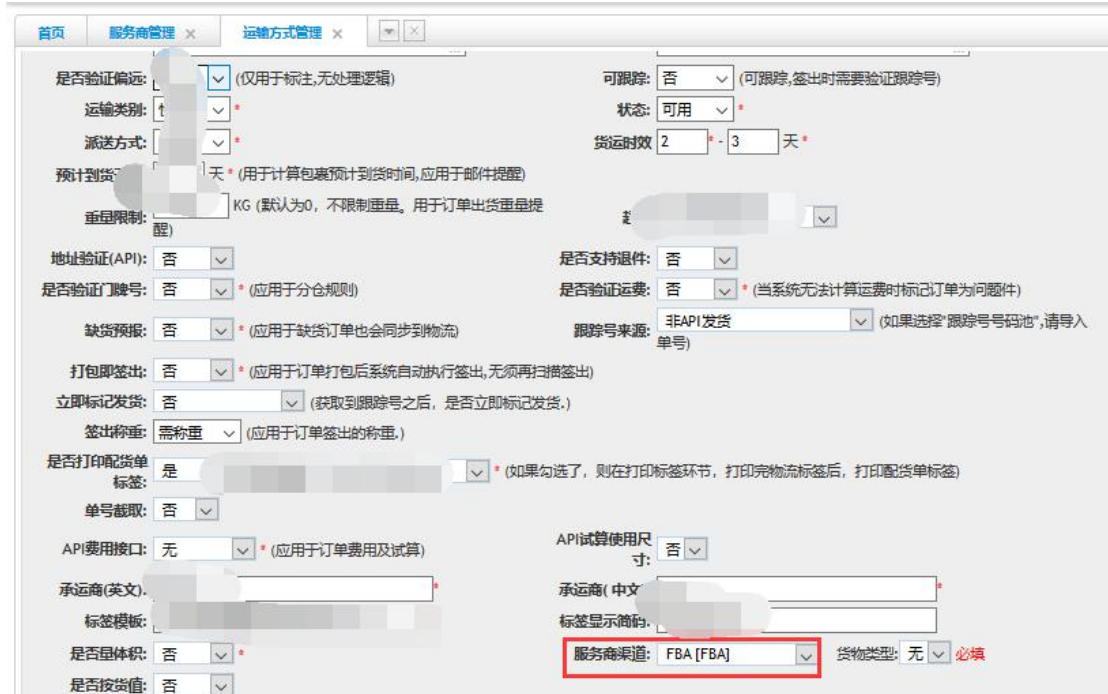 首页 服务商管理 × 运输方式管理 ×
是否验证偏远: (仅用于标注,无处理逻辑) 可跟踪: 否 (可跟踪,签出时需要验证跟踪号)
运输类别: * 状态: 可用 *
派送方式: * 货运时效 2 * - 3 天 *
预计到货 天 * (用于计算包裹预计到货时间,应用于邮件提醒)
重量限制: KG (默认为0，不限制重量。用于订单出货重量提
醒)
地址验证(API): 否 是否支持退件: 否
是否验证门牌号: 否 * (应用于分仓规则) 是否验证运费: 否 * (当系统无法计算运费时标记订单为问题件)
缺货预报: 否 * (应用于缺货订单也会同步到物流) 跟踪号来源: 非API发货 (如果选择"跟踪号号码池",请导入
单号)
打包即签出: 否 * (应用于订单打包后系统自动执行签出,无须再扫描签出)
立即标记发货: 否 (获取到跟踪号之后，是否立即标记发货.)
签出称重: 需称重 (应用于订单签出的称重.)
是否打印配货单
标签: 是 * (如果勾选了，则在打印标签环节，打印完物流标签后，打印配货单标签)
单号截取: 否
API费用接口: 无 * (应用于订单费用及试算) API试算使用尺
寸: 否
承运商(英文) * 承运商( 中文 *
标签模板: 标签显示简码:
是否量体积: 否 * 服务商渠道: FBA [FBA] 货物类型: 无 必填
是否按货值: 否